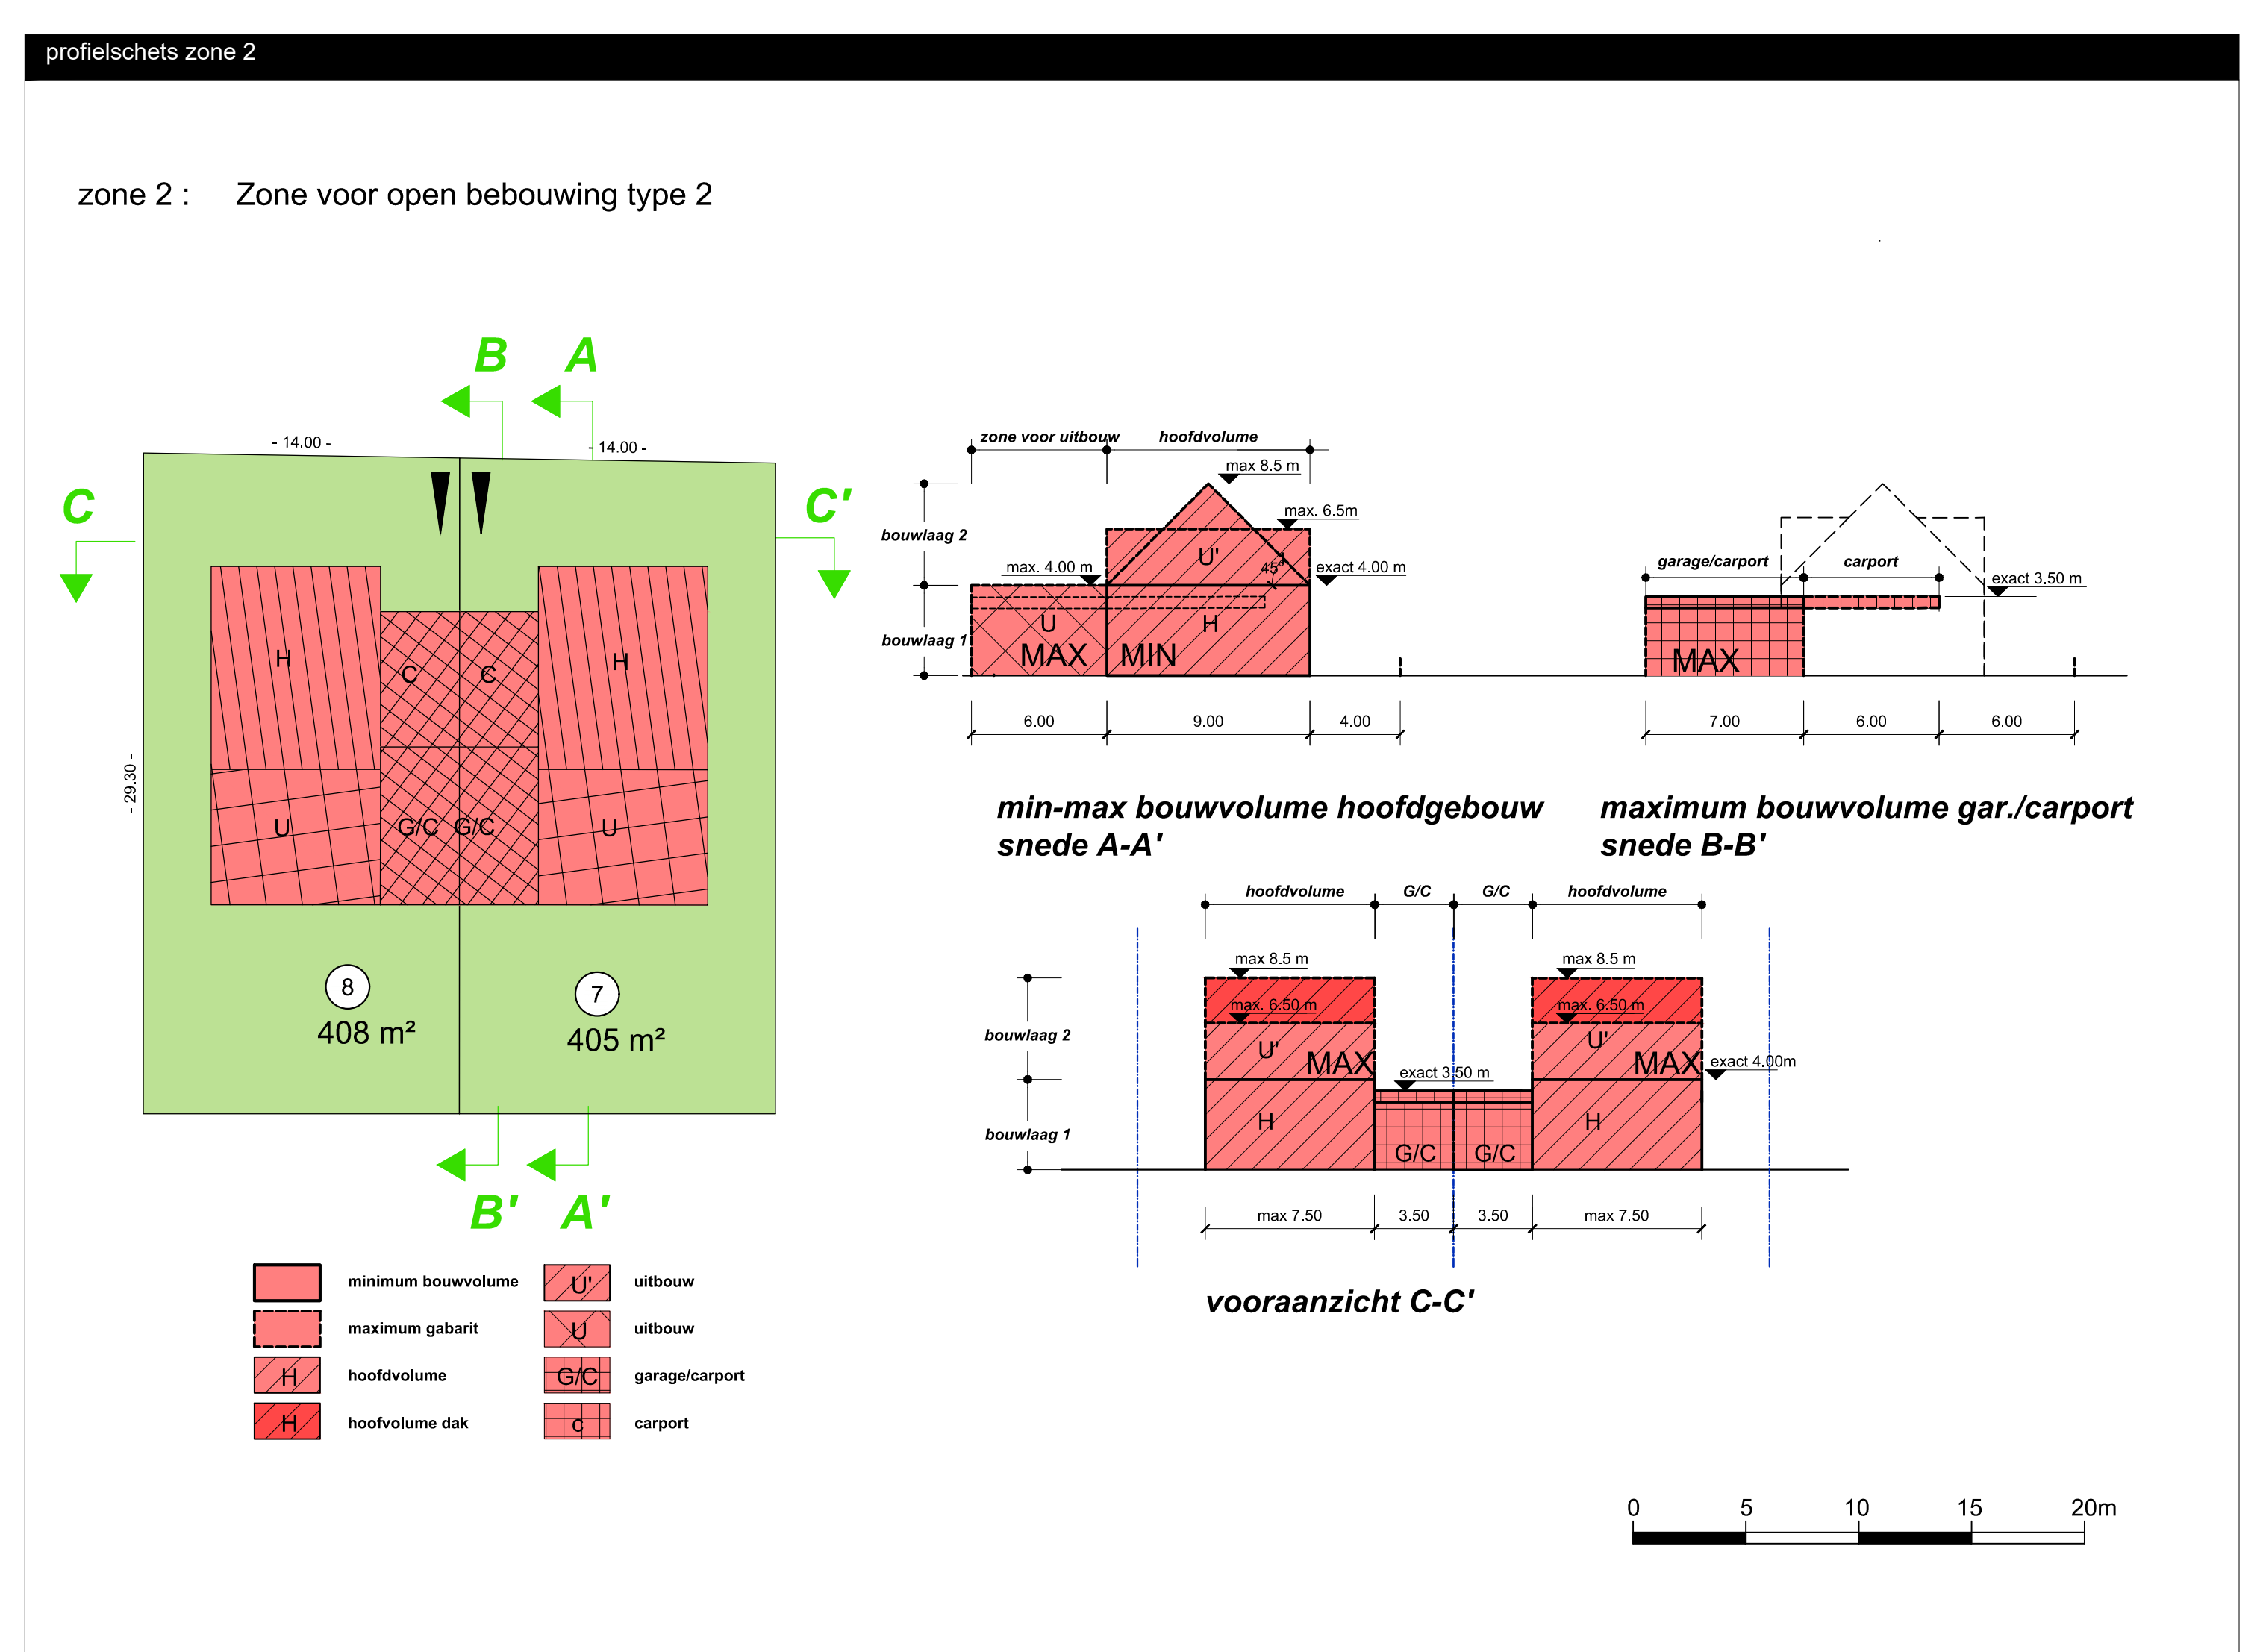 profielschets zone 2
zone 2 : Zone voor open bebouwing type 2
B A
- 14.00 - - 14.00 -
C C'
- 29.30 -
H C C H
U G/C G/C U
8 7
408 m² 405 m²
B' A'
zone voor uitbouw hoofdvolume
max 8.5 m
max. 6.5m
bouwlaag 2
U'
max. 4.00 m 45° exact 4.00 m
U H
bouwlaag 1
MAX MIN
6.00 9.00 4.00
min-max bouwvolume hoofdgebouw
snede A-A'
garage/carport carport
exact 3.50 m
MAX
7.00 6.00 6.00
maximum bouwvolume gar./carport
snede B-B'
hoofdvolume G/C G/C hoofdvolume
max 8.5 m max 8.5 m
max. 6.50 m max. 6.50 m
bouwlaag 2
U' MAX U' MAX
exact 3.50 m exact 4.00m
bouwlaag 1
H H
G/C G/C
max 7.50 3.50 3.50 max 7.50
vooraanzicht C-C'
minimum bouwvolume U' uitbouw
maximum gabarit U uitbouw
H hoofdvolume G/C garage/carport
H hoofvolume dak c carport
0 5 10 15 20m